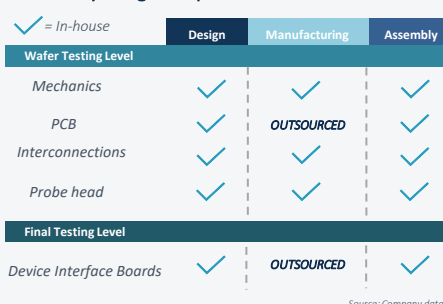 = In-house
Design Manufacturing Assembly
Wafer Testing Level
Mechanics
PCB OUTSOURCED
Interconnections
Probe head
Final Testing Level
Device Interface Boards OUTSOURCED
Source: Company data